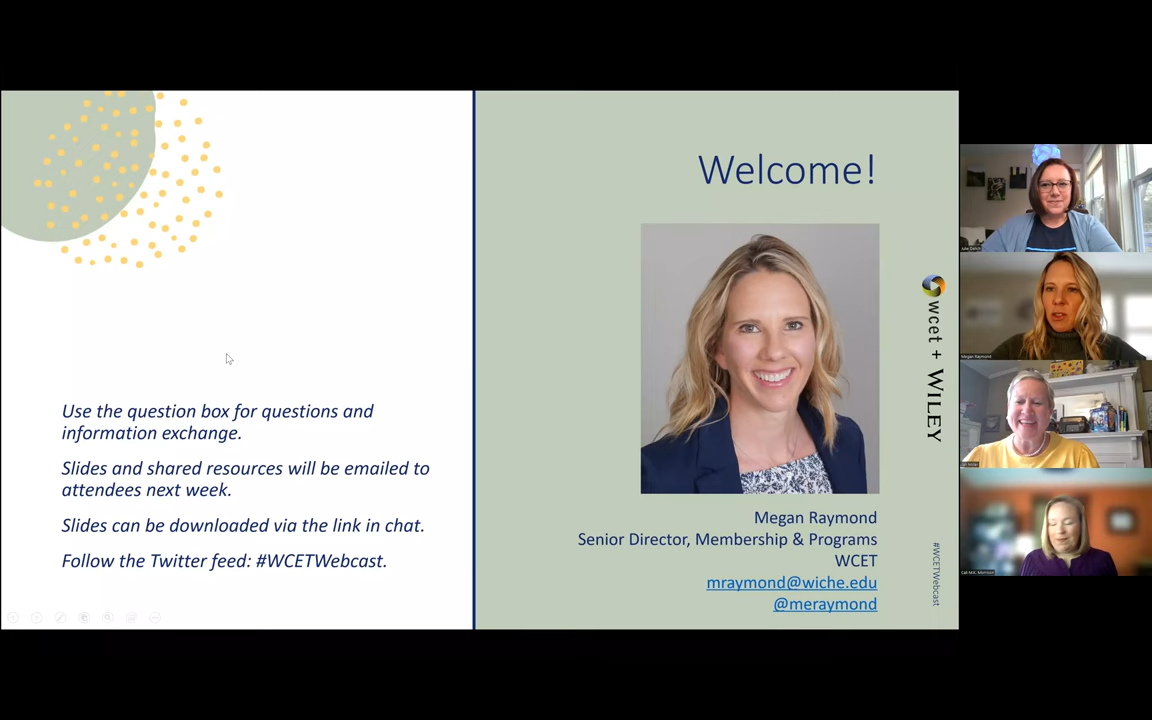 Use the question box for questions and
information exchange.
Slides and shared resources will be emailed to
attendees next week.
Slides can be downloaded via the link in chat.
Follow the Twitter feed: #WCETWebcast.
Welcome!
Megan Raymond
Senior Director, Membership & Programs
WCET
mraymond@wiche.edu
@meraymond
wcet + WILEY
#WCETWebcast
Megan Raymond